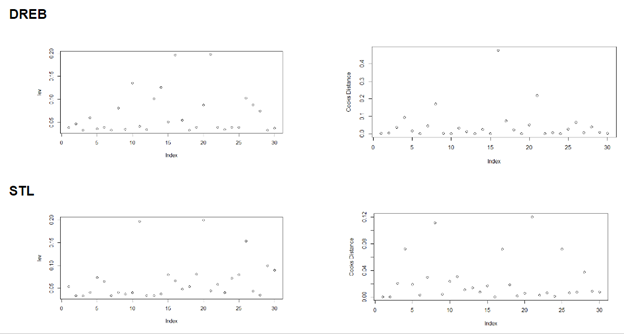 DREB
lev
0.05 0.10 0.15 0.20
0 5 10 15 20 25 30
Index
Cooks Distance
0.0 0.1 0.2 0.3 0.4
0 5 10 15 20 25 30
Index
STL
lev
0.05 0.10 0.15 0.20
0 5 10 15 20 25 30
Index
Cooks Distance
0.00 0.04 0.08 0.12
0 5 10 15 20 25 30
Index